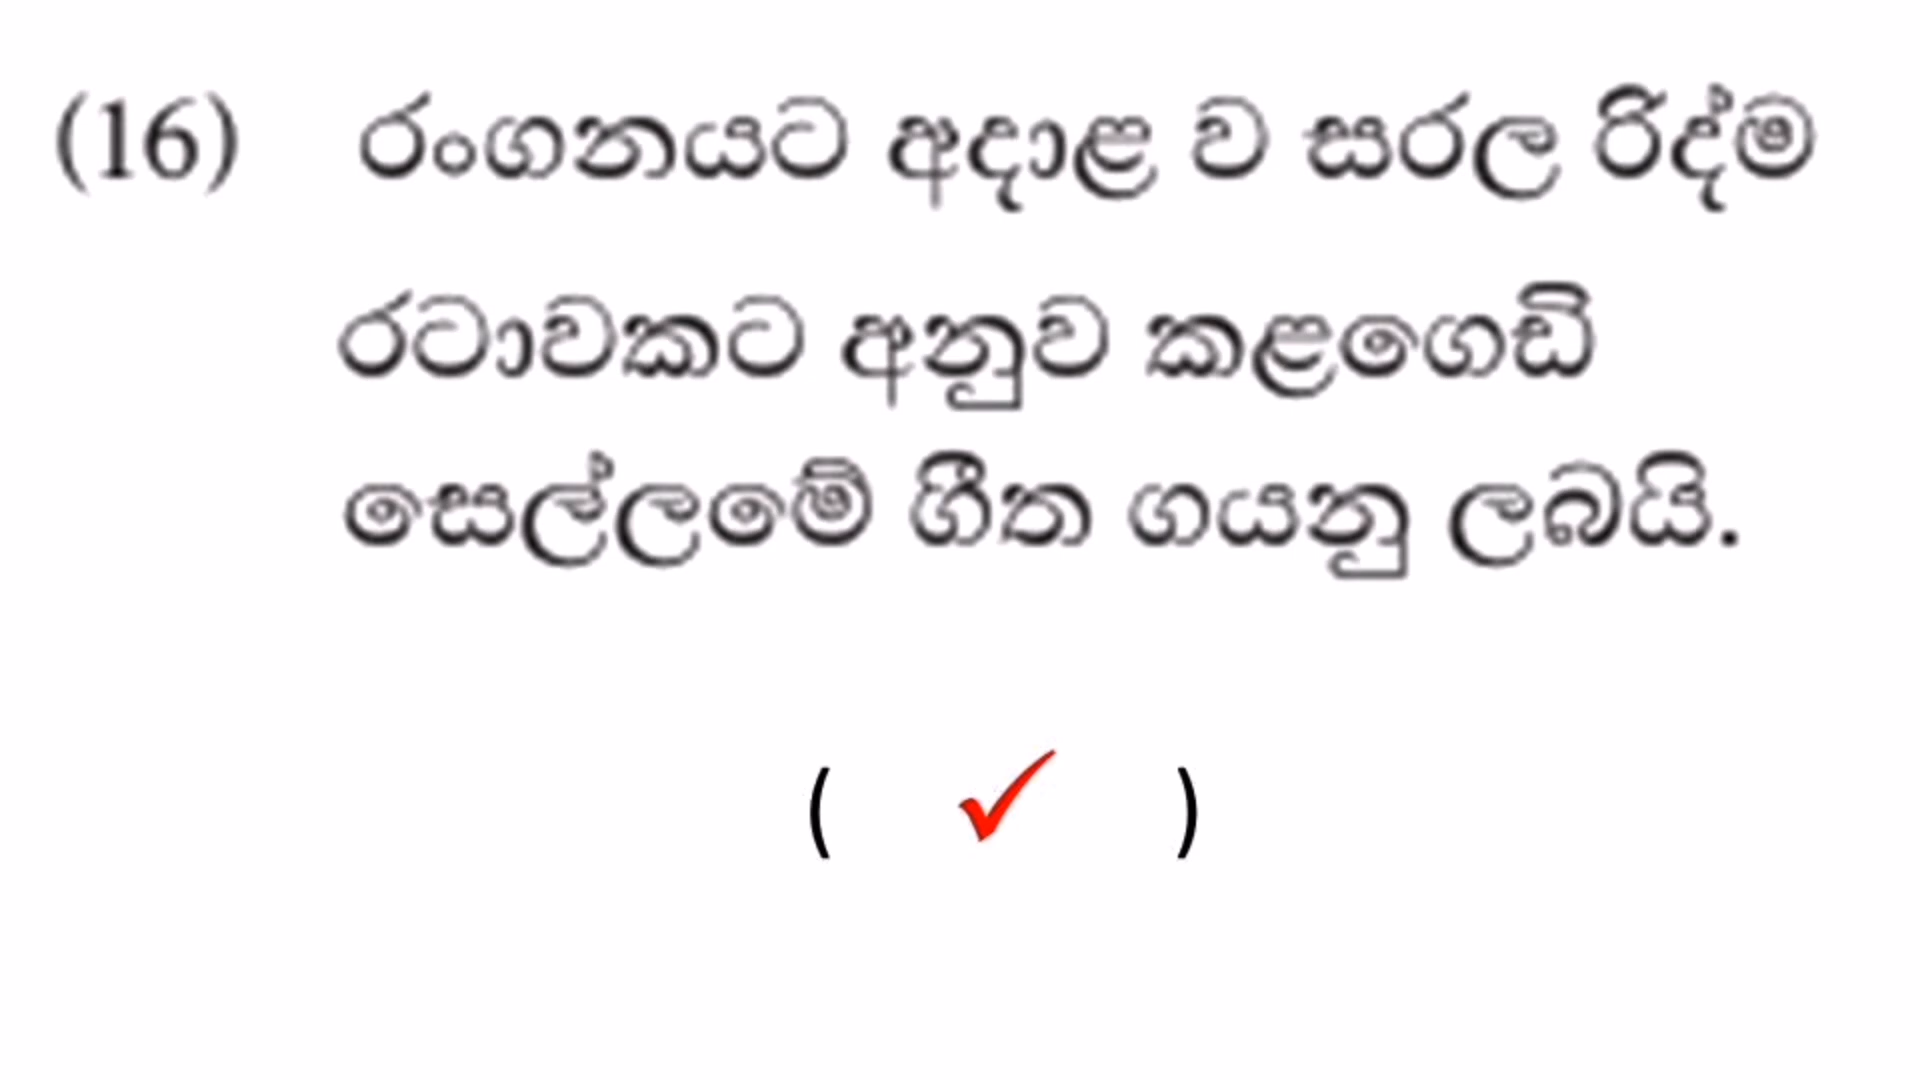 (16) රංගනයට අදාළ ව සරල රිද්ම
රටාවකට අනුව කළගෙඩි
සෙල්ලමේ ගීත ගයනු ලබයි.
( ✓ )